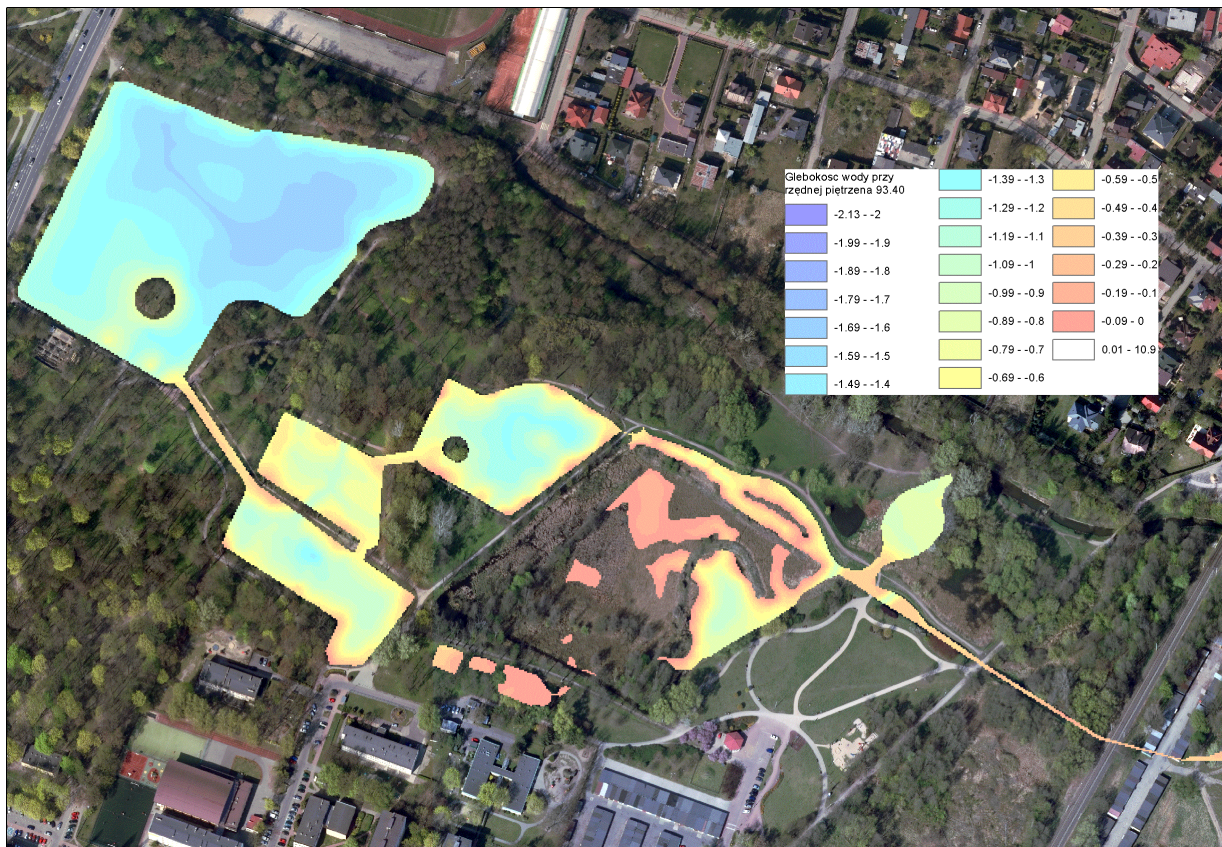 Glebokosc wody przy
rzędnej piętrzena 93.40
-2.13 - -2
-1.99 - -1.9
-1.89 - -1.8
-1.79 - -1.7
-1.69 - -1.6
-1.59 - -1.5
-1.49 - -1.4
-1.39 - -1.3
-1.29 - -1.2
-1.19 - -1.1
-1.09 - -1
-0.99 - -0.9
-0.89 - -0.8
-0.79 - -0.7
-0.69 - -0.6
-0.59 - -0.5
-0.49 - -0.4
-0.39 - -0.3
-0.29 - -0.2
-0.19 - -0.1
-0.09 - 0
0.01 - 10.9